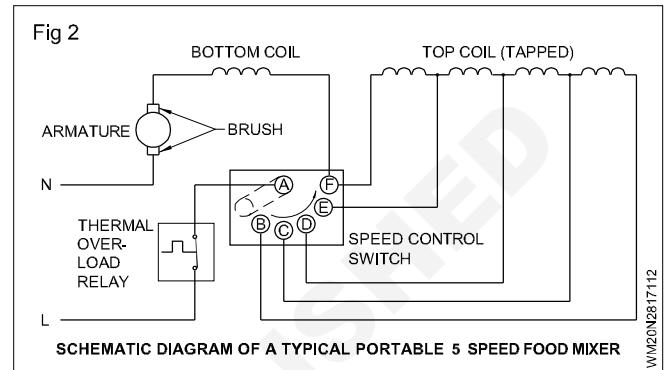 Fig 2
BOTTOM COIL
TOP COIL (TAPPED)
ARMATURE
BRUSH
N
A
F
E
B
C
D
THERMAL
OVER-
LOAD
RELAY
SPEED CONTROL
SWITCH
L
SCHEMATIC DIAGRAM OF A TYPICAL PORTABLE 5 SPEED FOOD MIXER
WM20N2817112